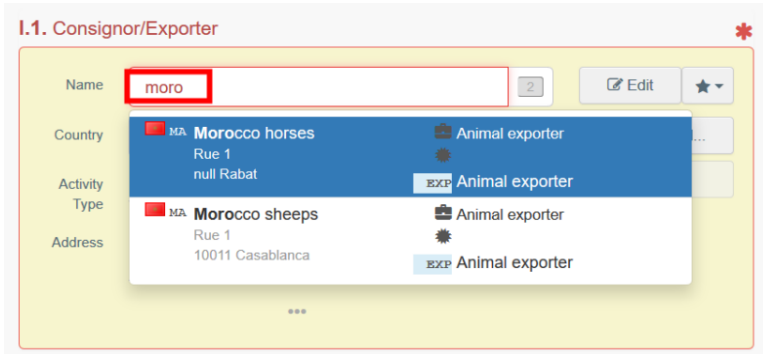 I.1. Consignor/Exporter
Name
moro
2
Edit
Country
MA Morocco horses
Animal exporter
Rue 1
null Rabat
EXP Animal exporter
...
Activity
Type
MA Morocco sheeps
Animal exporter
Rue 1
Address
10011 Casablanca
EXP Animal exporter